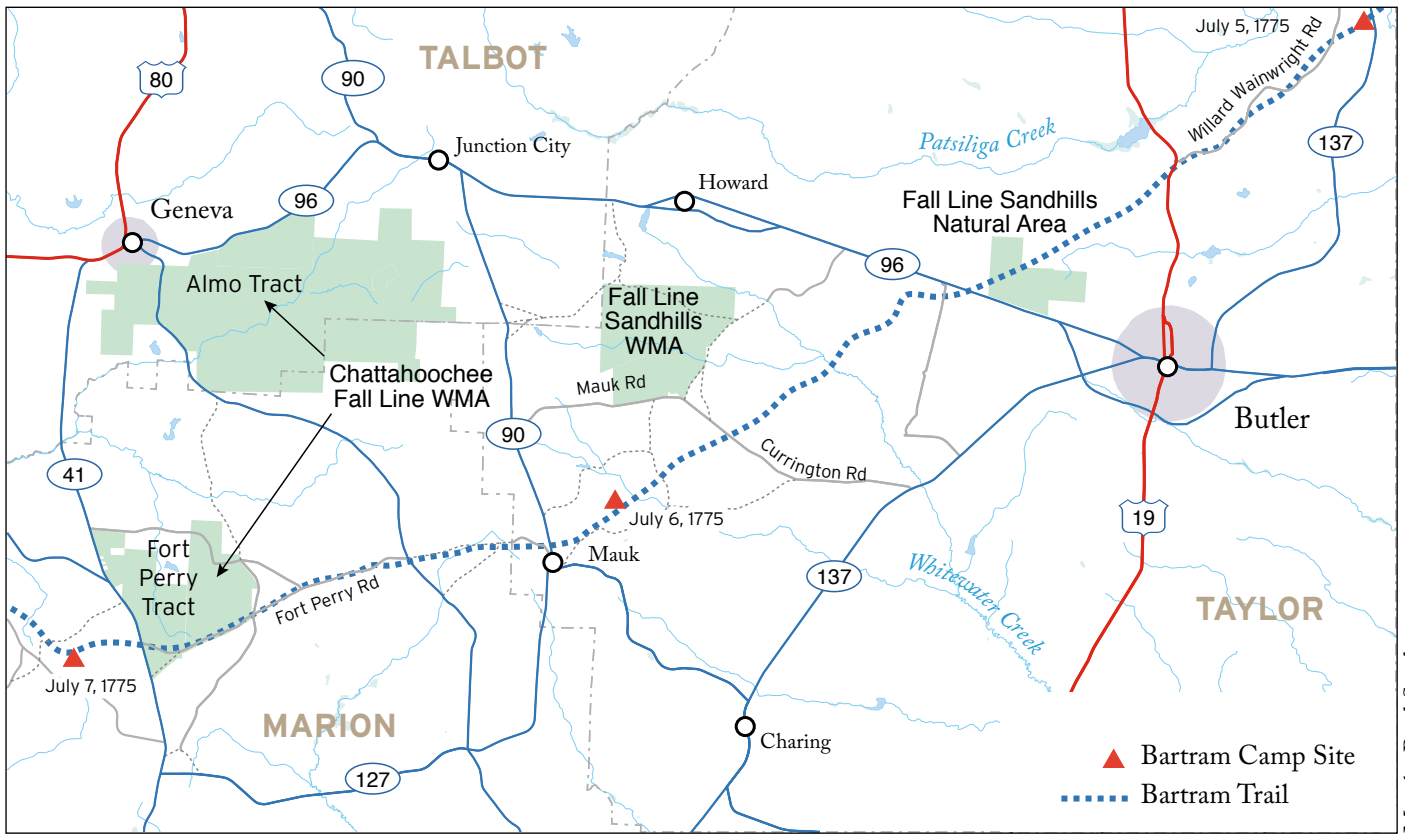 July 5, 1775
TALBOT
80
90
Willard Wainwright Rd
Patsiliga Creek
137
Junction City
Howard
Geneva
96
Fall Line Sandhills
Natural Area
96
Almo Tract
Fall Line
Sandhills
WMA
Chattahoochee
Fall Line WMA
Mauk Rd
Butler
90
Currington Rd
41
July 6, 1775
19
Fort
Perry
Tract
Mauk
Whitewater Creek
137
Fort Perry Rd
TAYLOR
July 7, 1775
MARION
Charing
127
Bartram Camp Site
Bartram Trail